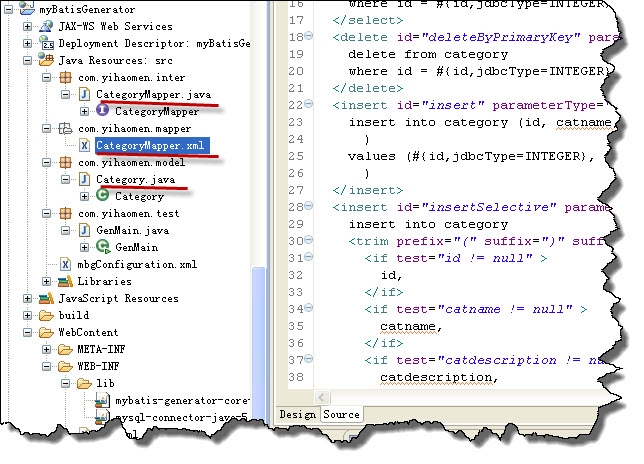 myBatisGenerator
JAX-WS Web Services
Deployment Descriptor: myBatisGe
Java Resources: src
com.yihaomen.inter
CategoryMapper.java
CategoryMapper
com.yihaomen.mapper
CategoryMapper.xml
com.yihaomen.model
Category.java
Category
com.yihaomen.test
GenMain.java
GenMain
mbgConfiguration.xml
Libraries
JavaScript Resources
build
WebContent
META-INF
WEB-INF
lib
mybatis-generator-core-
mysql-connector-java-5
16 where id = #{id,jdbcType=INTEGER}
17 </select>
18 <delete id="deleteByPrimaryKey" para
19 delete from category
20 where id = #{id,jdbcType=INTEGER}
21 </delete>
22 <insert id="insert" parameterType=
23 insert into category (id, catname,
24 )
25 values (#{id,jdbcType=INTEGER},
26 )
27 </insert>
28 <insert id="insertSelective" parame
29 insert into category
30 <trim prefix="(" suffix=")" suff
31 <if test="id != null" >
32 id,
33 </if>
34 <if test="catname != null" >
35 catname,
36 </if>
37 <if test="catdescription != nu
38 catdescription,
Design Source